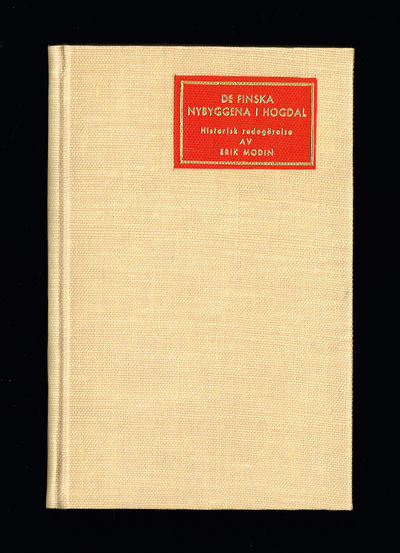 DE FINSKA
NYBYGGENA I HOGDAL
Historisk redogörelse
AV
ERIK MODIN